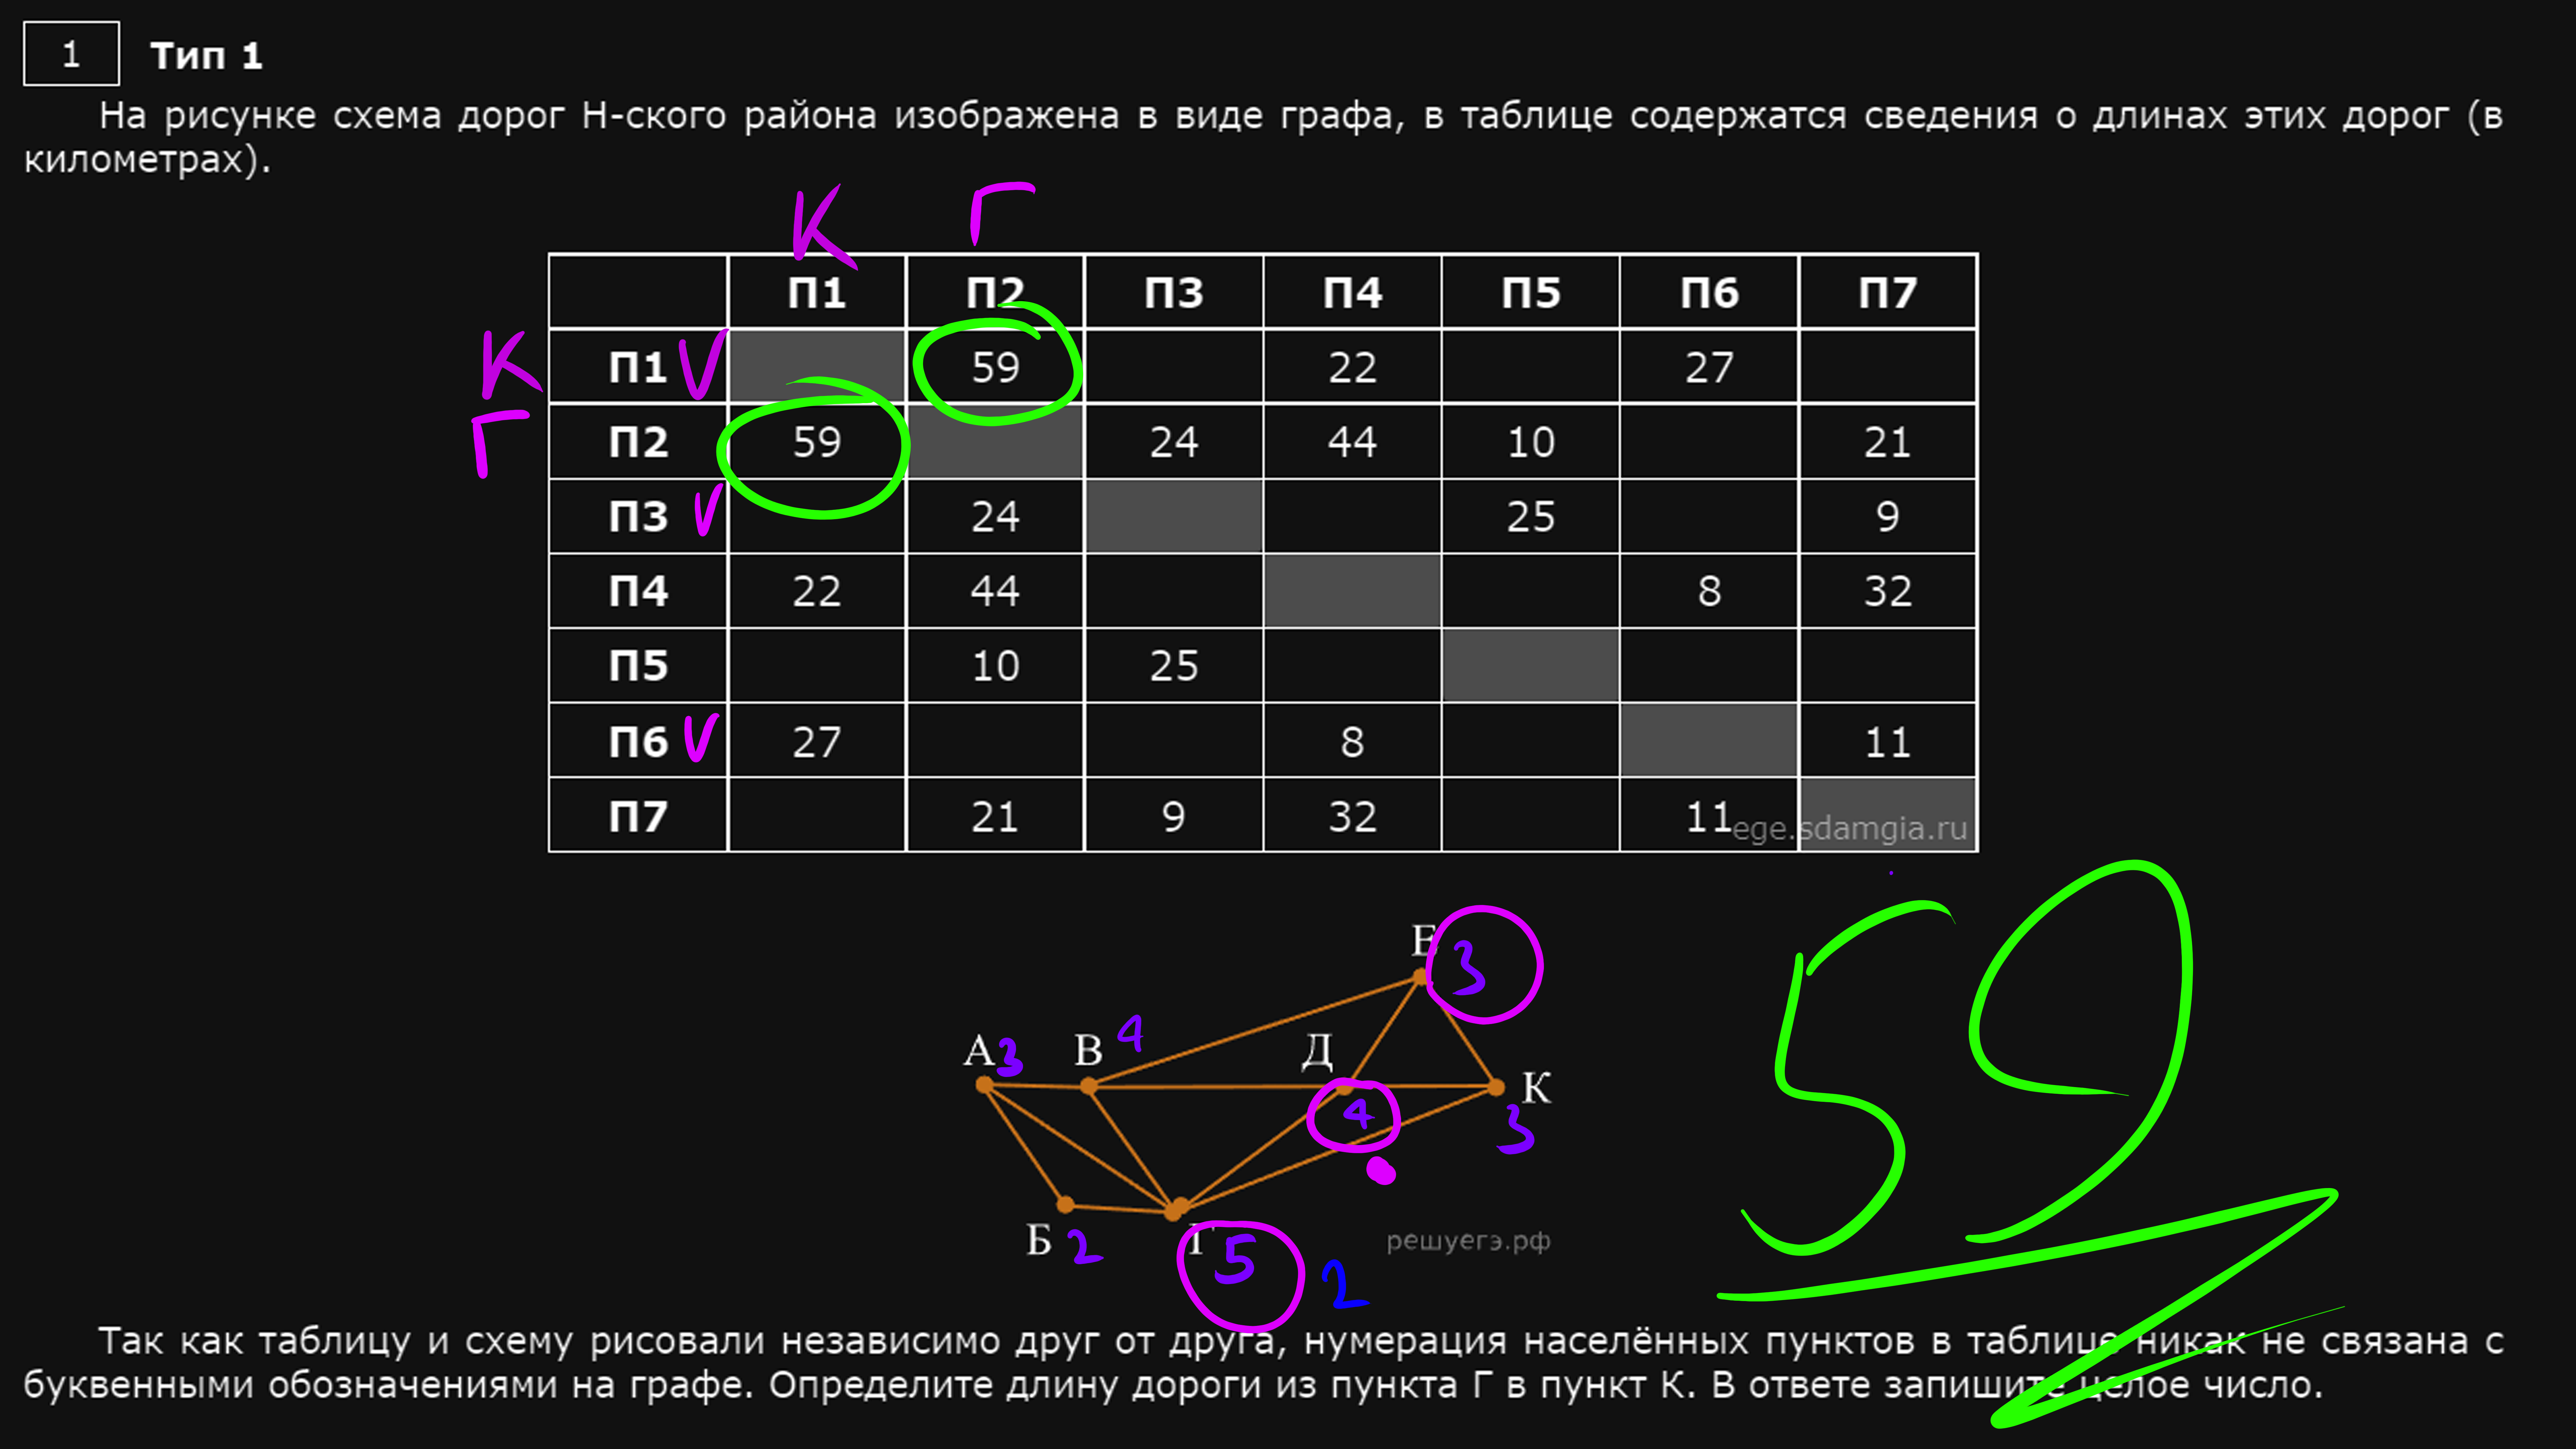 1 Тип 1
На рисунке схема дорог Н-ского района изображена в виде графа, в таблице содержатся сведения о длинах этих дорог (в
километрах).
К Г
П1 П2 П3 П4 П5 П6 П7
К П1 V 59 22 27
Г П2 59 24 44 10 21
П3 V 24 25 9
П4 22 44 8 32
П5 10 25
П6 V 27 8 11
П7 21 9 32 11
ege.sdamgia.ru
59
Е 3
А 3 В 4 Д 4 К 3
Б 2 Г 5 2
решуегэ.рф
Так как таблицу и схему рисовали независимо друг от друга, нумерация населённых пунктов в таблице никак не связана с
буквенными обозначениями на графе. Определите длину дороги из пункта Г в пункт К. В ответе запишите целое число.